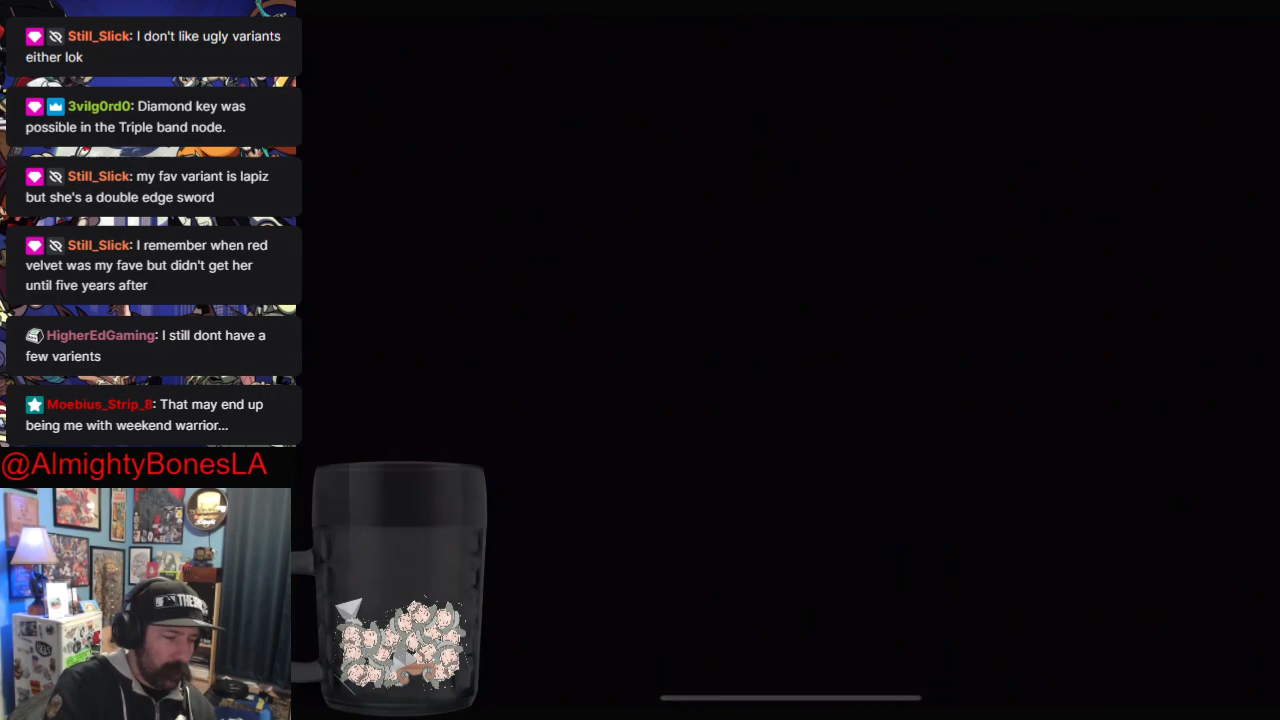 Still_Slick: I don't like ugly variants
either lok
3vilg0rd0: Diamond key was
possible in the Triple band node.
Still_Slick: my fav variant is lapiz
but she's a double edge sword
Still_Slick: I remember when red
velvet was my fave but didn't get her
until five years after
HigherEdGaming: I still dont have a
few varients
Moebius_Strip_8: That may end up
being me with weekend warrior...
@AlmightyBonesLA